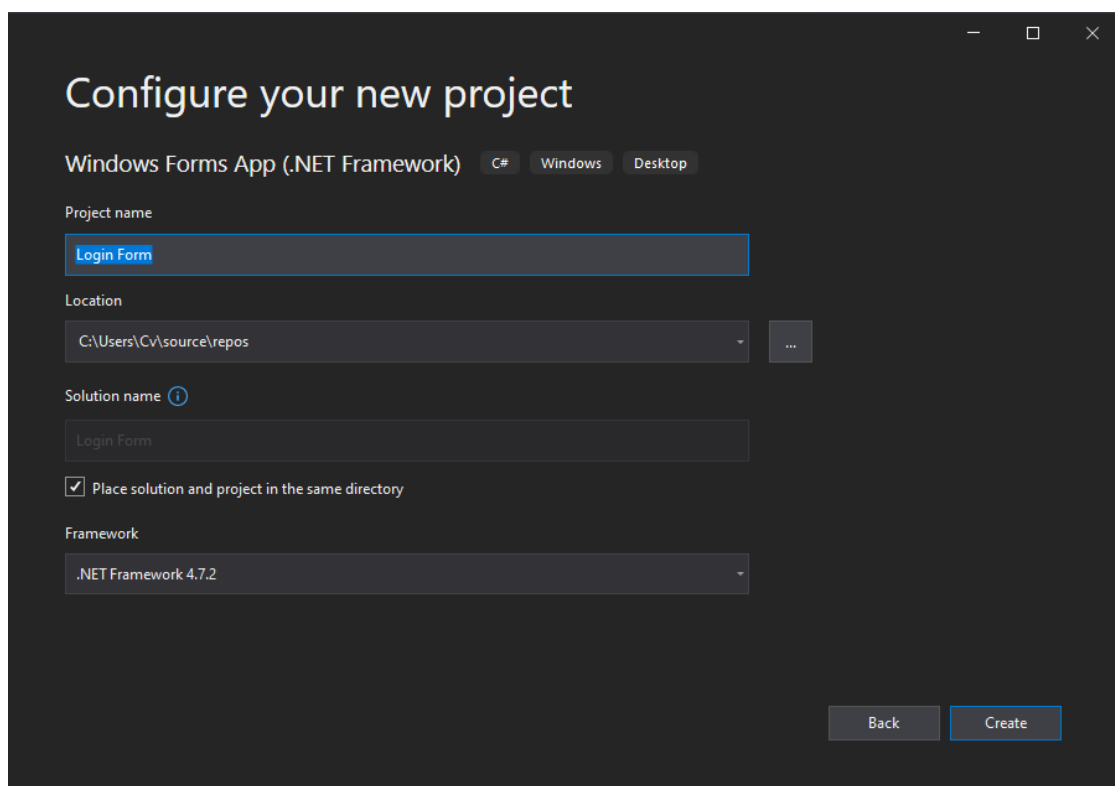 Configure your new project
Windows Forms App (.NET Framework) C# Windows Desktop
Project name
Login Form
Location
C:\Users\Cv\source\repos
...
Solution name
Login Form
Place solution and project in the same directory
Framework
.NET Framework 4.7.2
Back Create